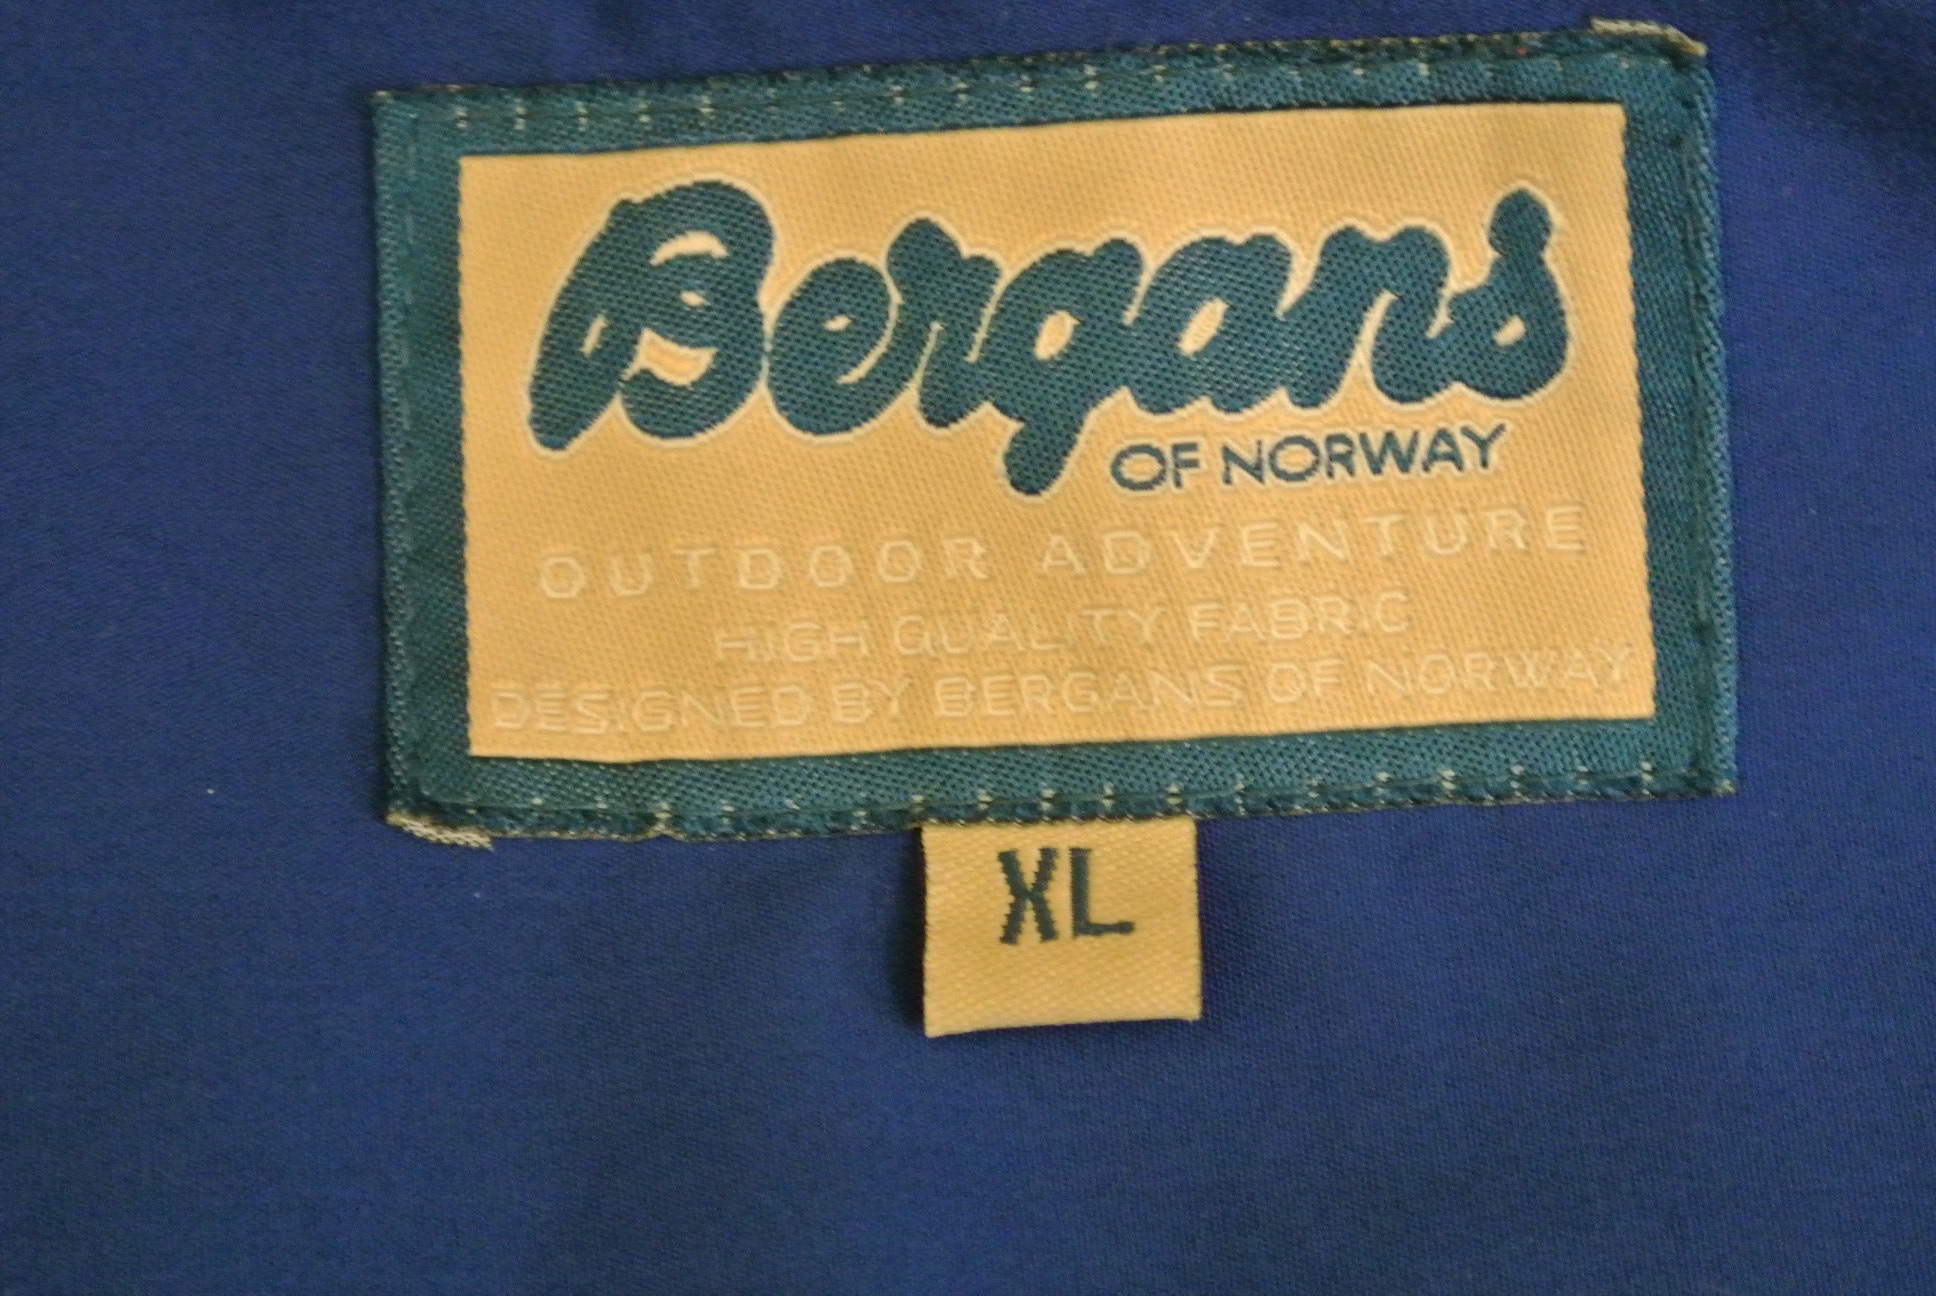 Bergans
OF NORWAY
OUTDOOR ADVENTURE
HIGH QUALITY FABRIC
DESIGNED BY BERGANS OF NORWAY
XL